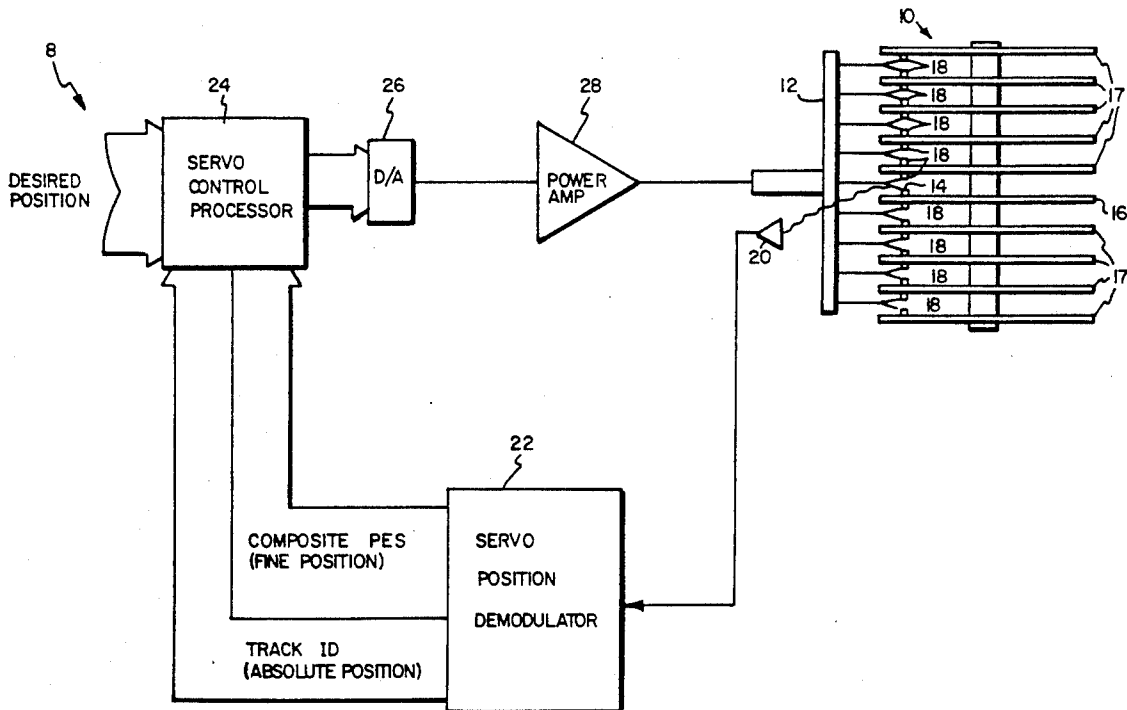 8
24
26
28
10
12
18
18
18
18
17
14
16
18
18
18
18
17
DESIRED
POSITION
SERVO
CONTROL
PROCESSOR
D/A
POWER
AMP
20
22
COMPOSITE PES
(FINE POSITION)
SERVO
POSITION
DEMODULATOR
TRACK ID
(ABSOLUTE POSITION)